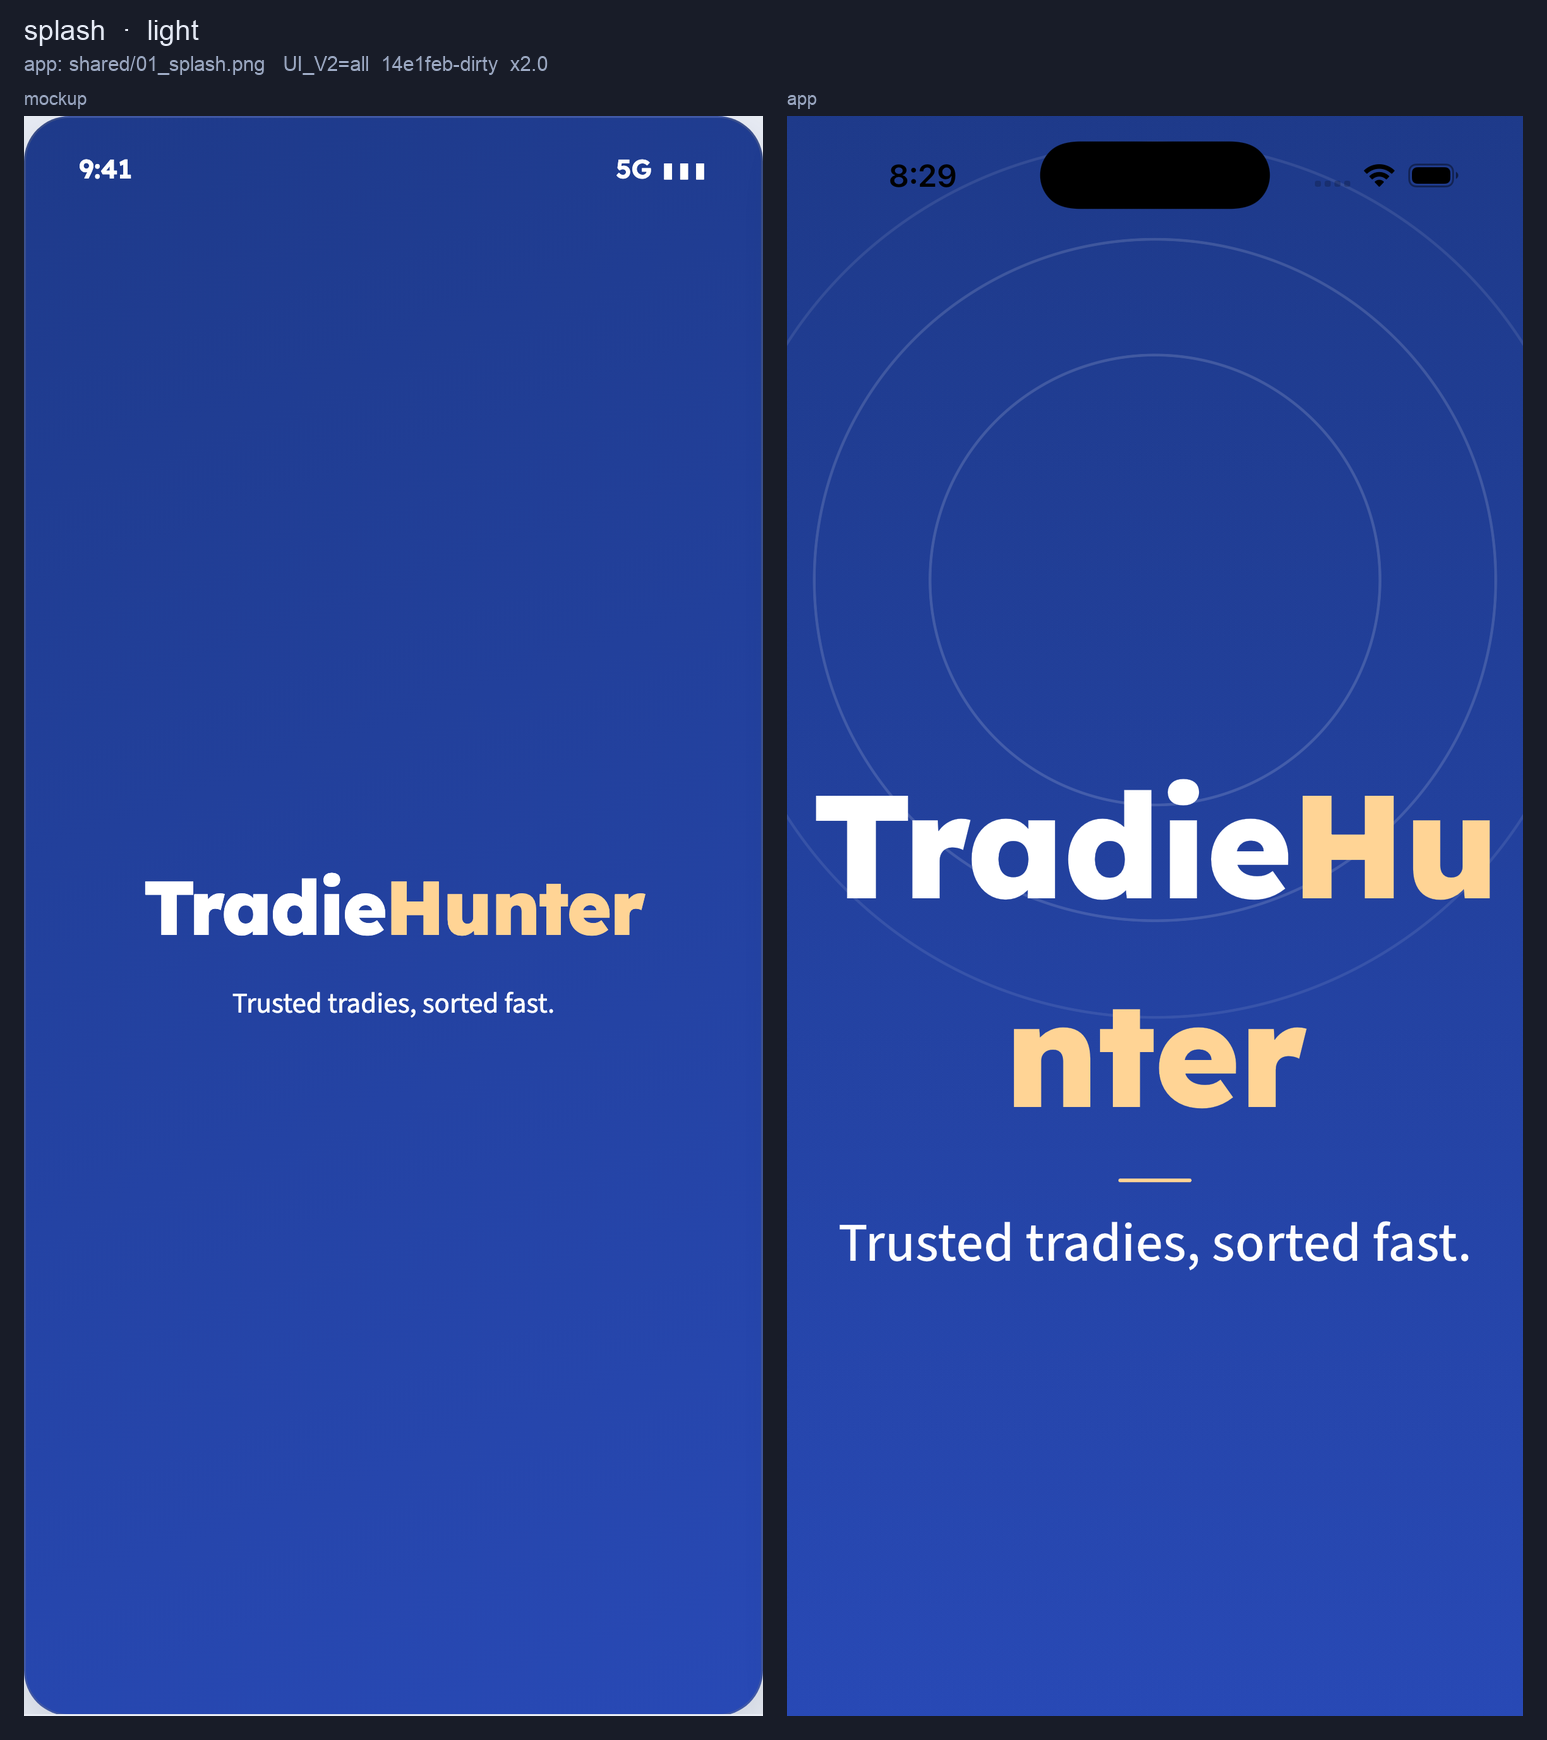 splash · light
app: shared/01_splash.png UI_V2=all 14e1feb-dirty x2.0
mockup
9:41 5G
TradieHunter
Trusted tradies, sorted fast.
app
8:29
TradieHu
nter
Trusted tradies, sorted fast.